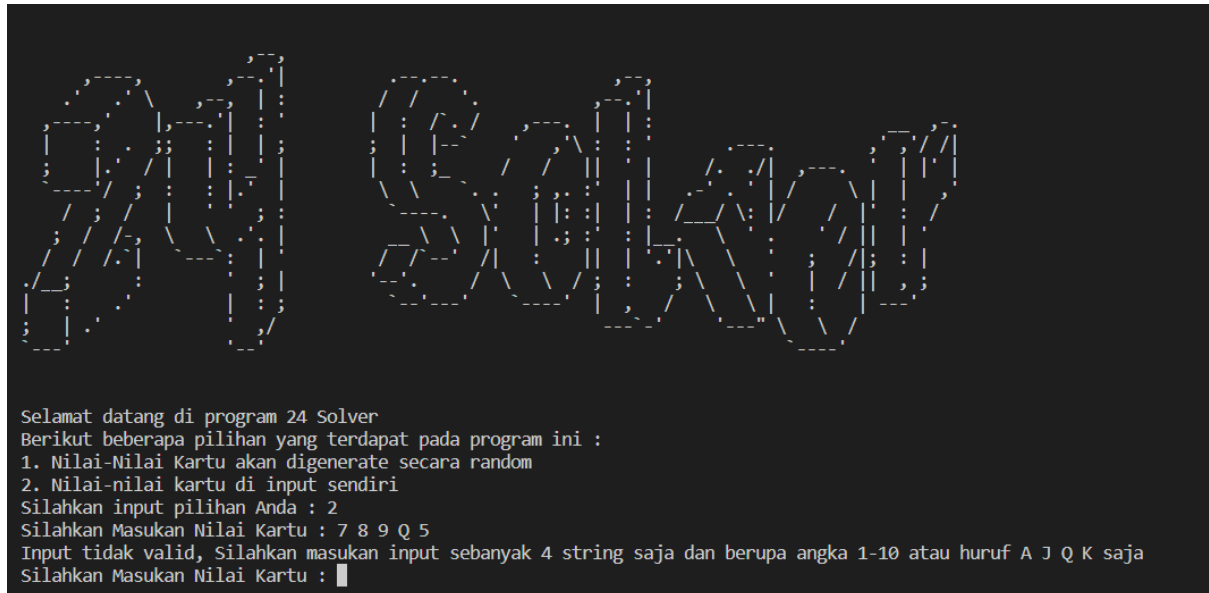 24 Solver
Selamat datang di program 24 Solver
Berikut beberapa pilihan yang terdapat pada program ini :
1. Nilai-Nilai Kartu akan digenerate secara random
2. Nilai-nilai kartu di input sendiri
Silahkan input pilihan Anda : 2
Silahkan Masukan Nilai Kartu : 7 8 9 Q 5
Input tidak valid, Silahkan masukan input sebanyak 4 string saja dan berupa angka 1-10 atau huruf A J Q K saja
Silahkan Masukan Nilai Kartu :